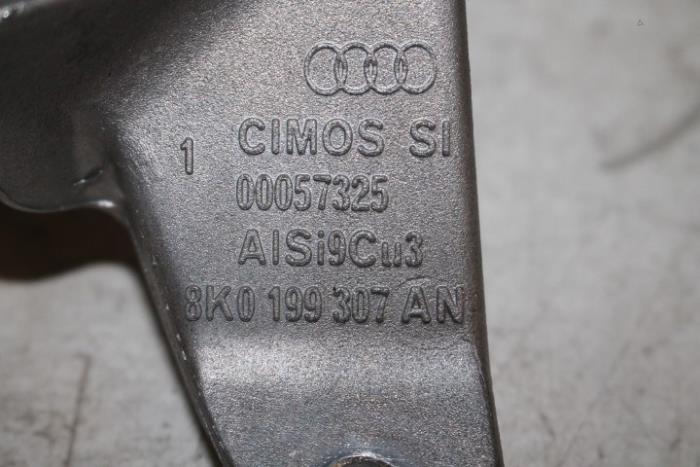 CIMOS SI
1
00057325
AlSi9Cu3
8K0 199 307 AN